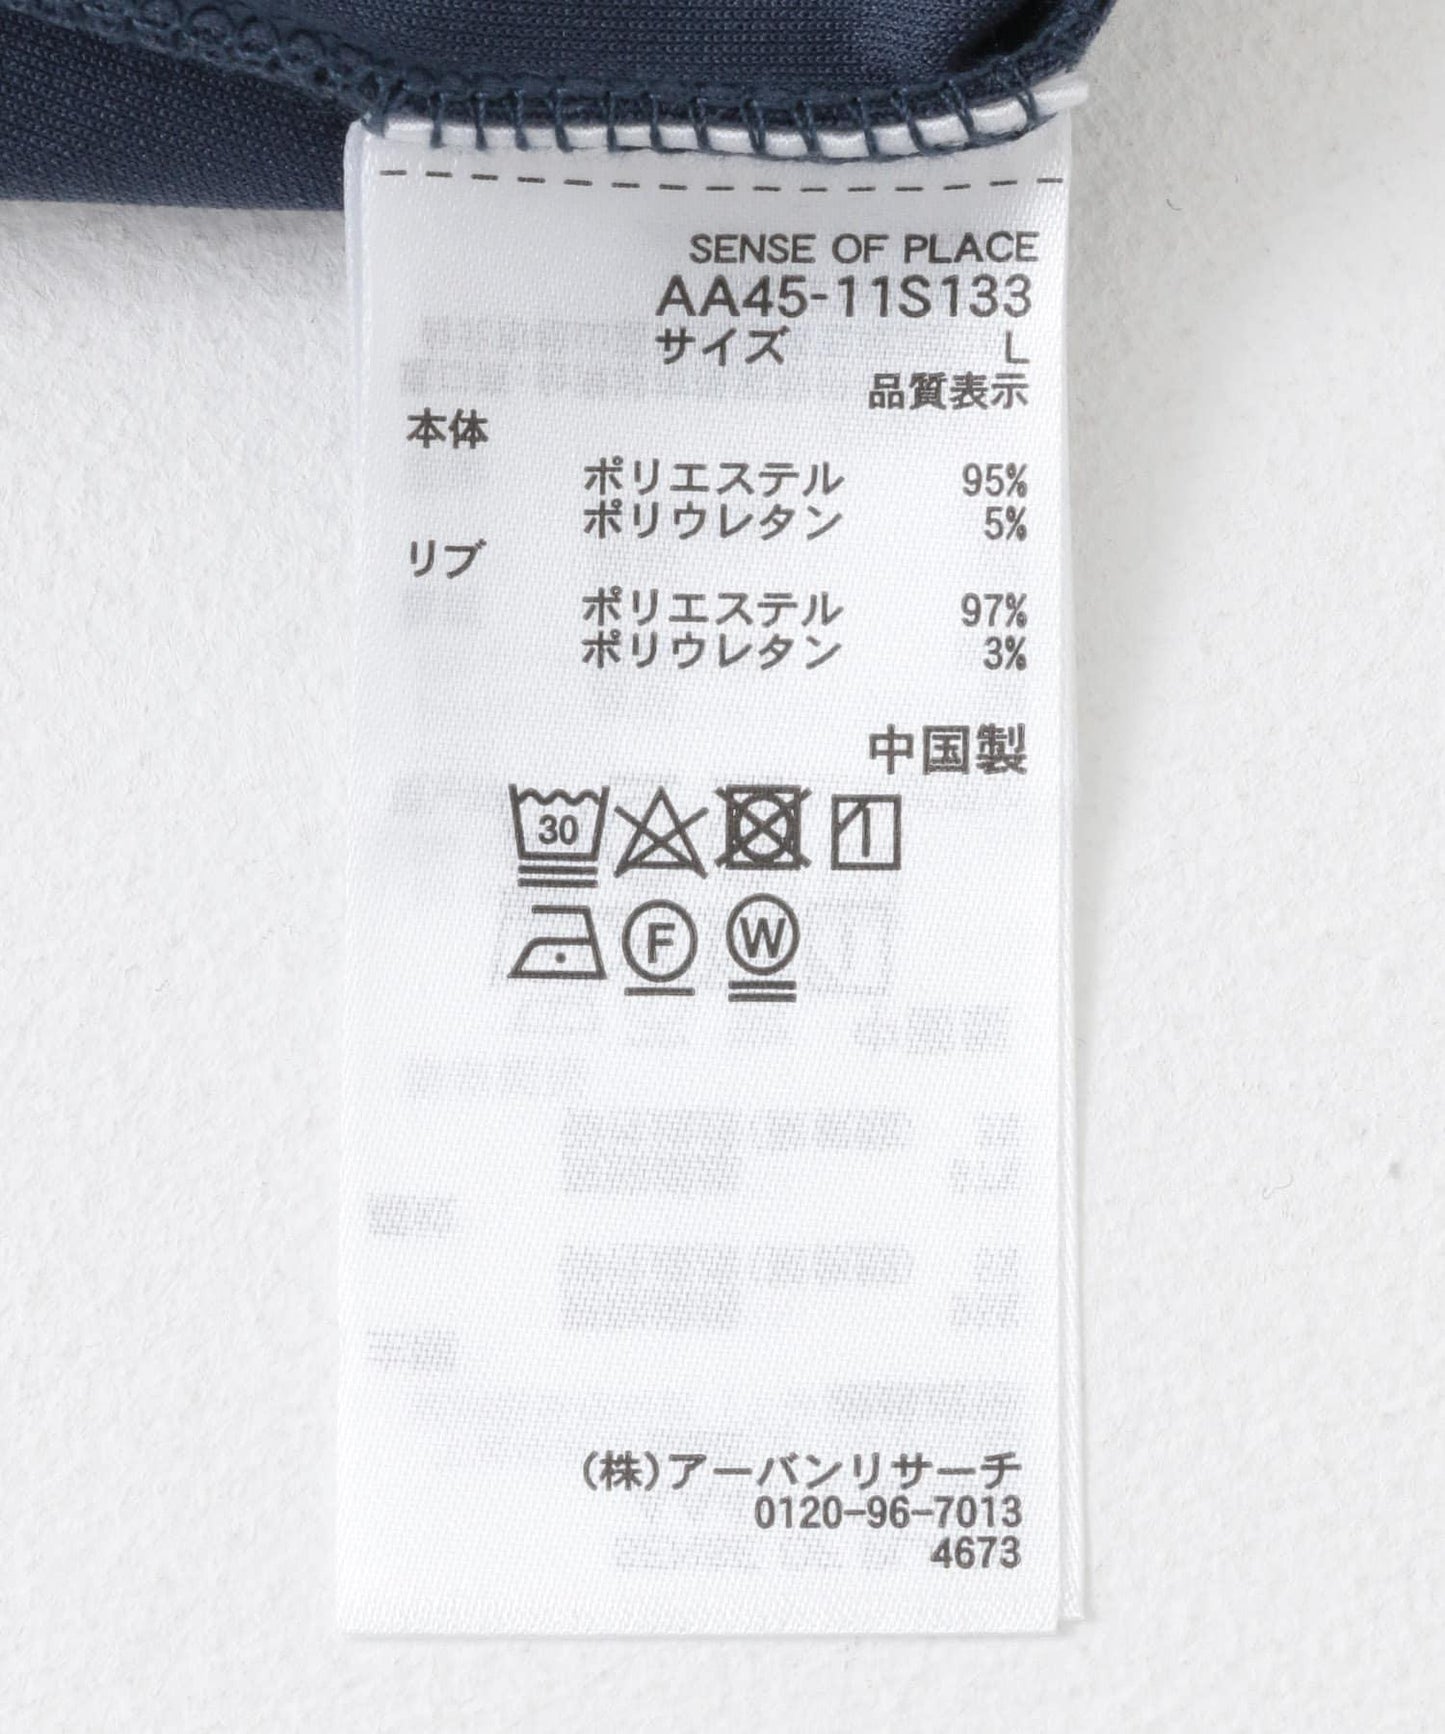 SENSE OF PLACE
AA45-11S133
サイズ L
品質表示
本体
ポリエステル 95%
ポリウレタン 5%
リブ
ポリエステル 97%
ポリウレタン 3%
中国製
30
F W
(株)アーバンリサーチ
0120-96-7013
4673